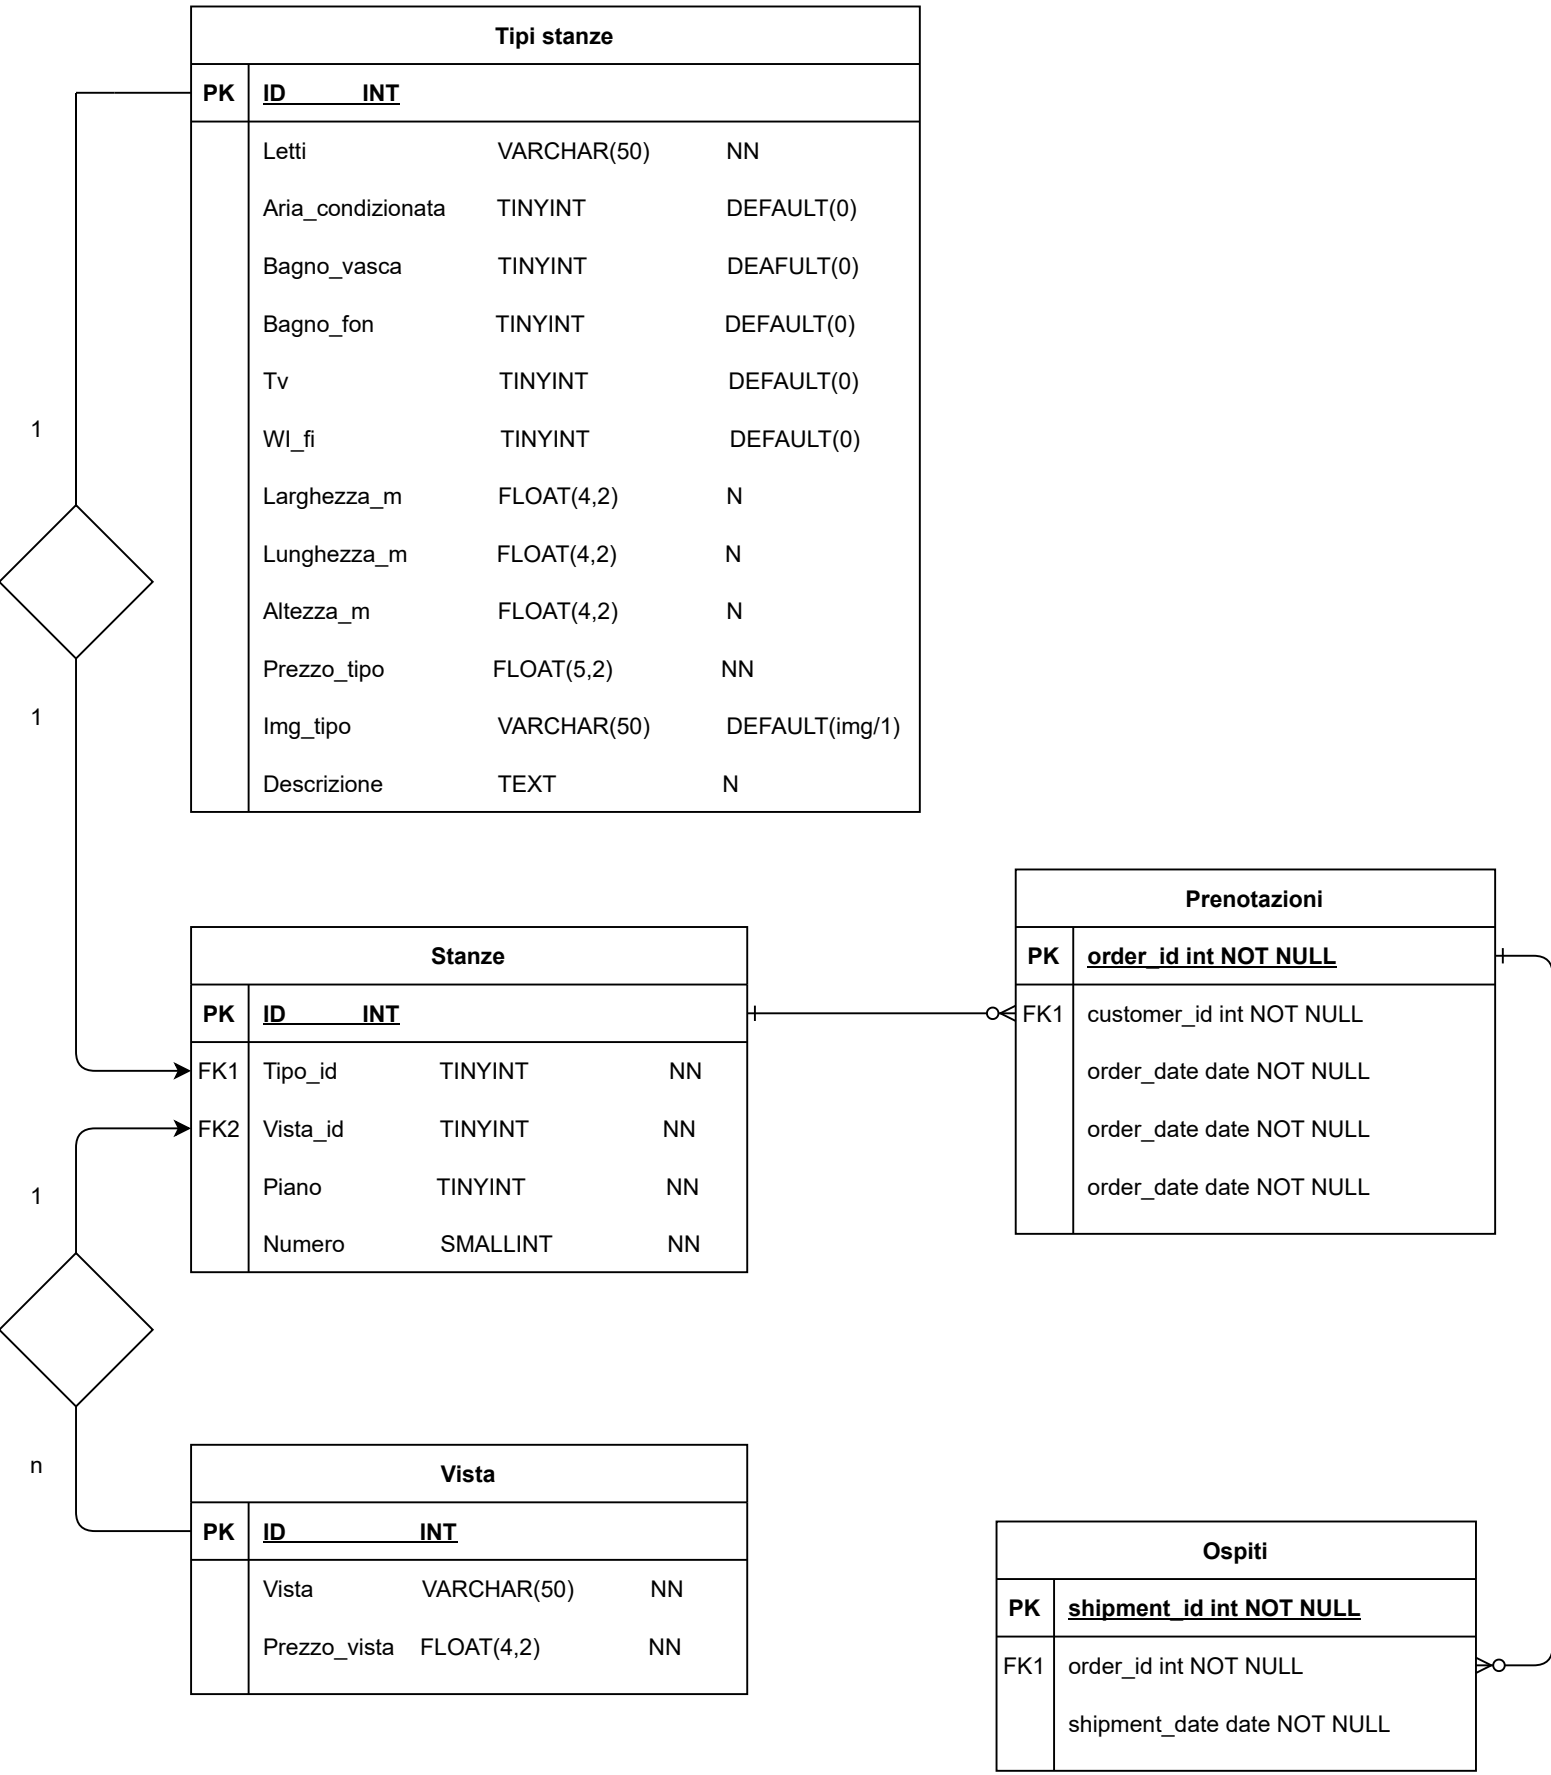 Tipi stanze
PK ID INT
Letti VARCHAR(50) NN
Aria_condizionata TINYINT DEFAULT(0)
Bagno_vasca TINYINT DEAFULT(0)
Bagno_fon TINYINT DEFAULT(0)
Tv TINYINT DEFAULT(0)
WI_fi TINYINT DEFAULT(0)
Larghezza_m FLOAT(4,2) N
Lunghezza_m FLOAT(4,2) N
Altezza_m FLOAT(4,2) N
Prezzo_tipo FLOAT(5,2) NN
Img_tipo VARCHAR(50) DEFAULT(img/1)
Descrizione TEXT N
1
1
Stanze
PK ID INT
FK1 Tipo_id TINYINT NN
FK2 Vista_id TINYINT NN
Piano TINYINT NN
Numero SMALLINT NN
1
n
Vista
PK ID INT
Vista VARCHAR(50) NN
Prezzo_vista FLOAT(4,2) NN
Prenotazioni
PK order_id int NOT NULL
FK1 customer_id int NOT NULL
order_date date NOT NULL
order_date date NOT NULL
order_date date NOT NULL
Ospiti
PK shipment_id int NOT NULL
FK1 order_id int NOT NULL
shipment_date date NOT NULL